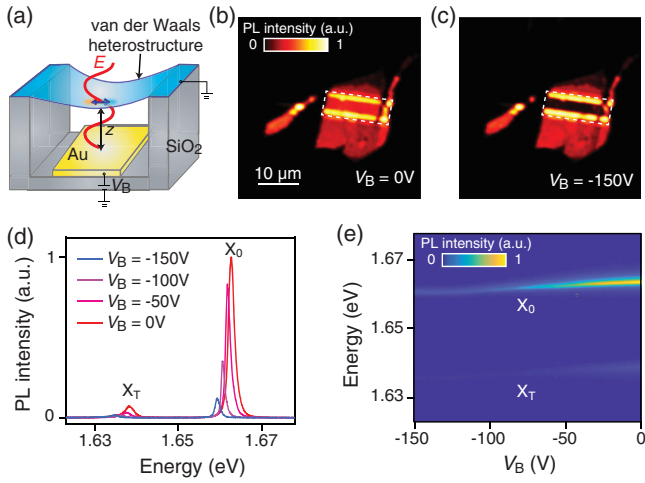 (a)
van der Waals
heterostructure
E
z
Au
SiO2
VB
(b)
PL intensity (a.u.)
0 1
10 μm
VB = 0V
(c)
VB = -150V
(d)
PL intensity (a.u.)
1
0
VB = -150V
VB = -100V
VB = -50V
VB = 0V
X0
XT
1.63 1.65 1.67
Energy (eV)
(e)
PL intensity (a.u.)
0 1
Energy (eV)
1.67
1.65
1.63
X0
XT
-150 -100 -50 0
VB (V)